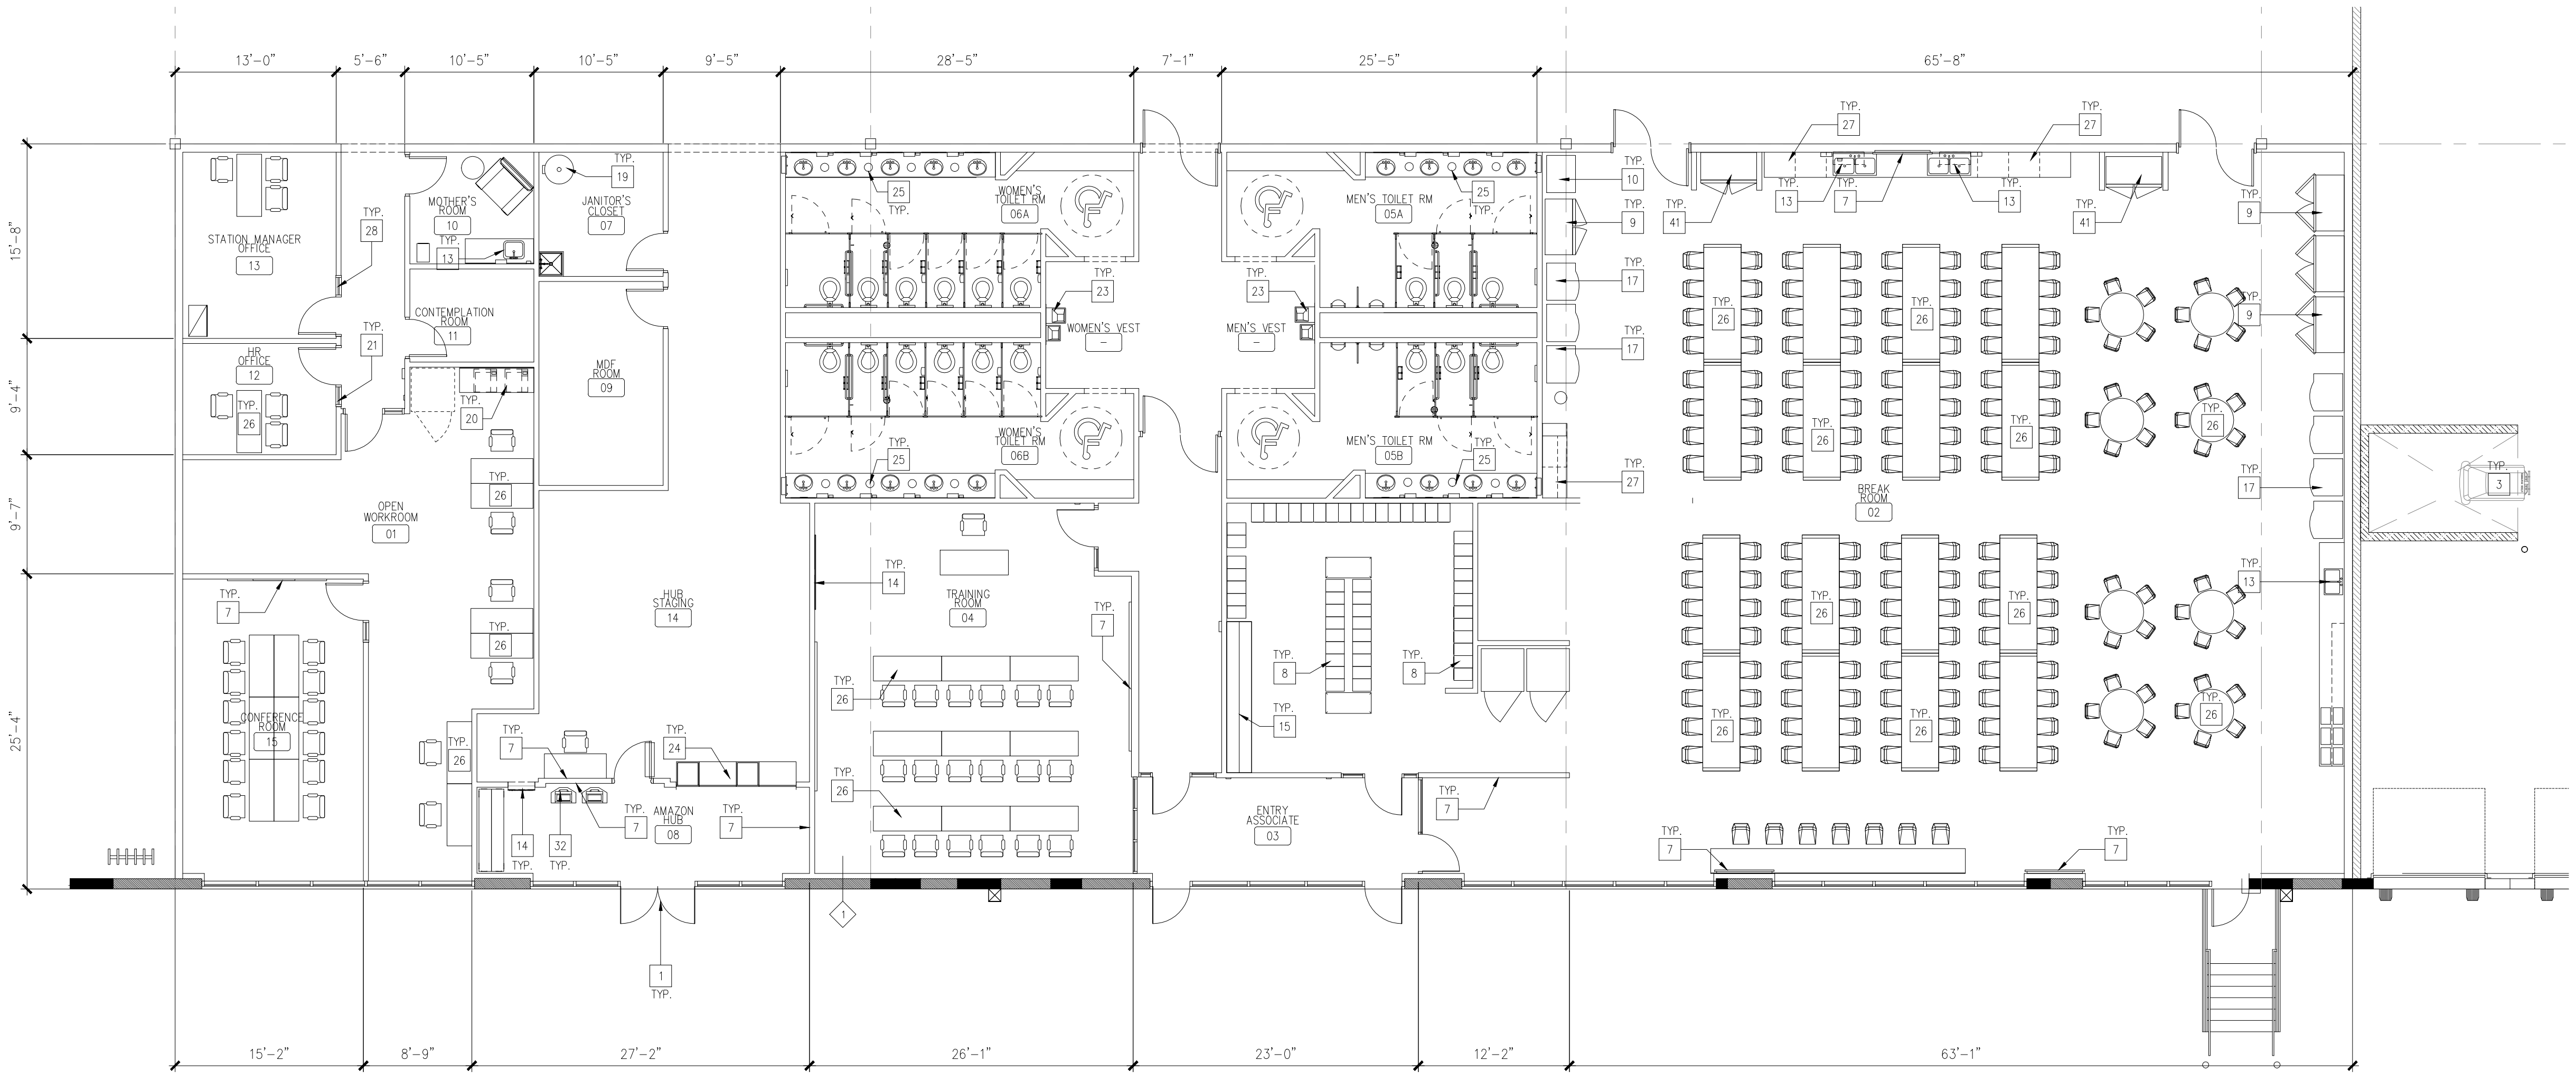 13'-0"
5'-6"
10'-5"
10'-5"
9'-5"
28'-5"
7'-1"
25'-5"
65'-8"
15'-8"
9'-4"
9'-7"
25'-4"
STATION MANAGER
OFFICE
13
TYP.
28
MOTHER'S
ROOM
10
TYP.
13
TYP.
19
JANITOR'S
CLOSET
07
CONTEMPLATION
ROOM
11
TYP.
21
HR
OFFICE
12
TYP.
26
TYP.
20
MDF
ROOM
09
25
TYP.
WOMEN'S
TOILET RM
06A
TYP.
23
WOMEN'S VEST
-
WOMEN'S
TOILET RM
06B
TYP.
25
MEN'S TOILET RM
05A
25
TYP.
TYP.
23
MEN'S VEST
-
MEN'S TOILET RM
05B
TYP.
25
TYP.
10
TYP.
9
TYP.
17
TYP.
17
TYP.
27
TYP.
27
TYP.
27
TYP.
13
TYP.
7
TYP.
13
TYP.
41
TYP.
41
TYP.
9
TYP.
9
TYP.
26
TYP.
26
TYP.
26
TYP.
26
TYP.
26
BREAK
ROOM
02
TYP.
17
TYP.
3
TYP.
13
TYP.
26
TYP.
26
TYP.
26
TYP.
26
TYP.
26
OPEN
WORKROOM
01
TYP.
26
TYP.
26
TYP.
26
TYP.
7
CONFERENCE
ROOM
15
HUB
STAGING
14
TYP.
14
TRAINING
ROOM
04
TYP.
7
TYP.
26
TYP.
26
TYP.
7
TYP.
24
14
TYP.
32
TYP.
TYP.
7
AMAZON
HUB
08
TYP.
7
TYP.
8
TYP.
8
TYP.
15
ENTRY
ASSOCIATE
03
TYP.
7
TYP.
7
TYP.
7
1
1
TYP.
15'-2"
8'-9"
27'-2"
26'-1"
23'-0"
12'-2"
63'-1"